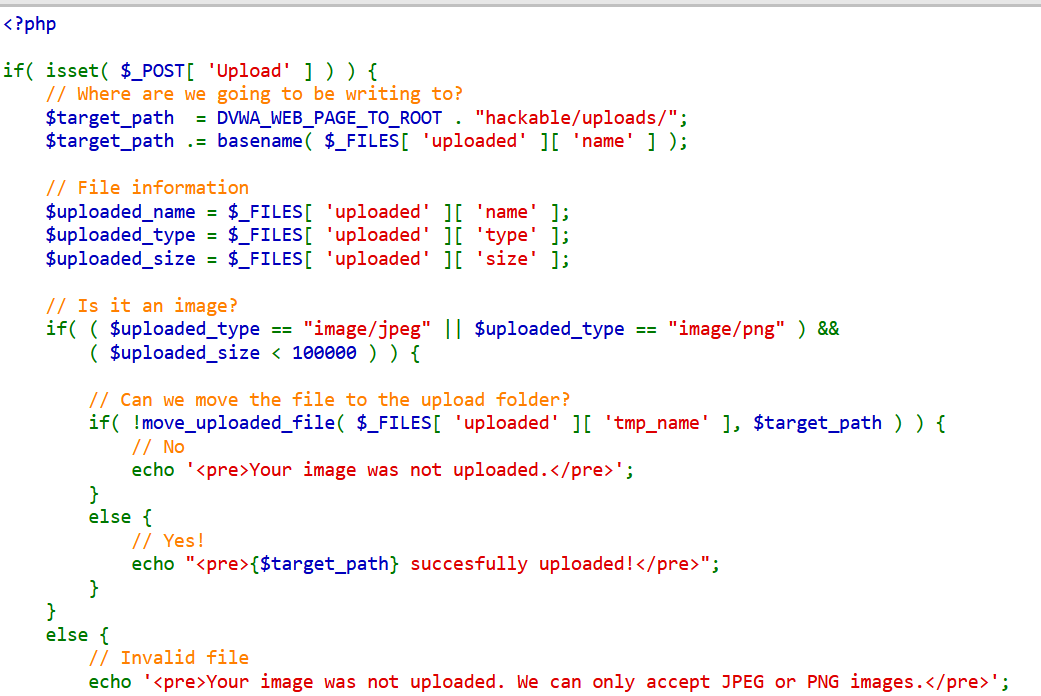 <?php

if( isset( $_POST[ 'Upload' ] ) ) {
    // Where are we going to be writing to?
    $target_path  = DVWA_WEB_PAGE_TO_ROOT . "hackable/uploads/";
    $target_path .= basename( $_FILES[ 'uploaded' ][ 'name' ] );

    // File information
    $uploaded_name = $_FILES[ 'uploaded' ][ 'name' ];
    $uploaded_type = $_FILES[ 'uploaded' ][ 'type' ];
    $uploaded_size = $_FILES[ 'uploaded' ][ 'size' ];

    // Is it an image?
    if( ( $uploaded_type == "image/jpeg" || $uploaded_type == "image/png" ) &&
        ( $uploaded_size < 100000 ) ) {

        // Can we move the file to the upload folder?
        if( !move_uploaded_file( $_FILES[ 'uploaded' ][ 'tmp_name' ], $target_path ) ) {
            // No
            echo '<pre>Your image was not uploaded.</pre>';
        }
        else {
            // Yes!
            echo "<pre>{$target_path} succesfully uploaded!</pre>";
        }
    }
    else {
        // Invalid file
        echo '<pre>Your image was not uploaded. We can only accept JPEG or PNG images.</pre>';